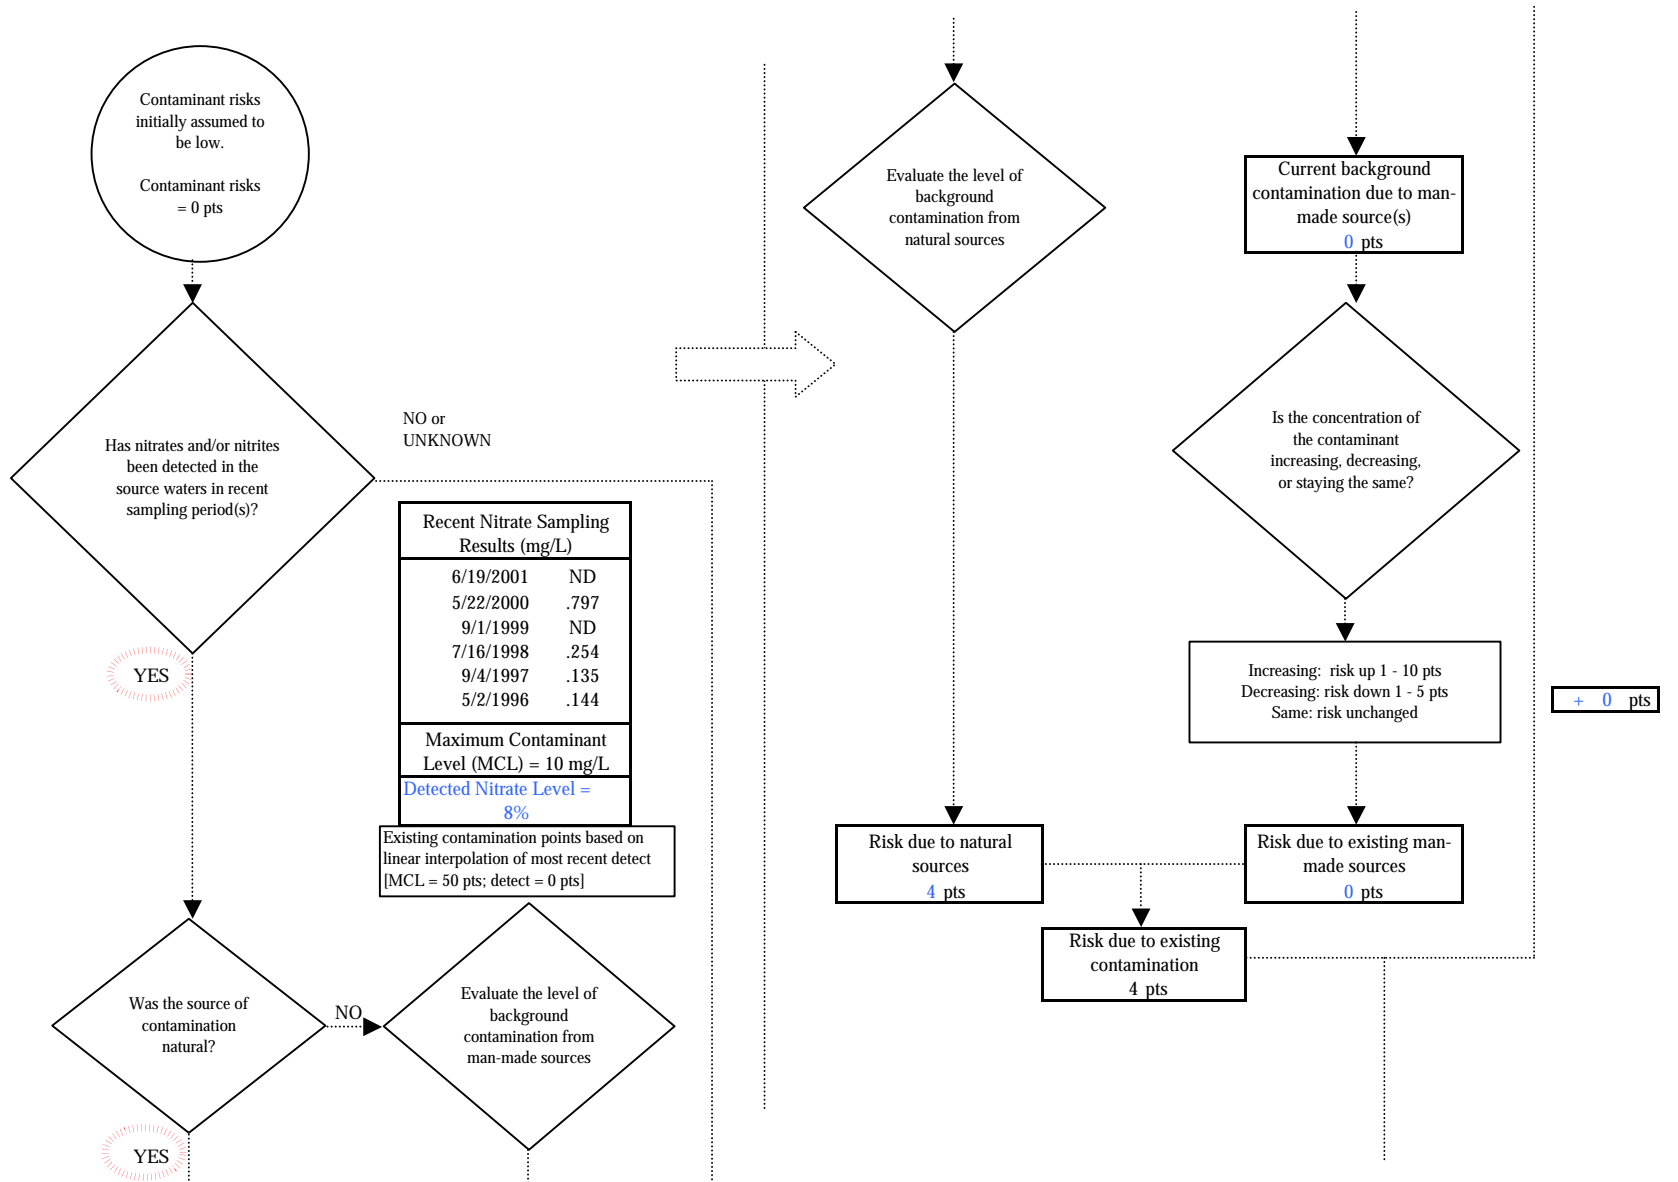 Contaminant risks
initially assumed to
be low.
Contaminant risks
= 0 pts
Has nitrates and/or nitrites
been detected in the
source waters in recent
sampling period(s)?
NO or
UNKNOWN
YES
Recent Nitrate Sampling
Results (mg/L)
6/19/2001 ND
5/22/2000 .797
9/1/1999 ND
7/16/1998 .254
9/4/1997 .135
5/2/1996 .144
Maximum Contaminant
Level (MCL) = 10 mg/L
Detected Nitrate Level =
8%
Existing contamination points based on
linear interpolation of most recent detect
[MCL = 50 pts; detect = 0 pts]
Was the source of
contamination
natural?
NO
Evaluate the level of
background
contamination from
man-made sources
YES
Evaluate the level of
background
contamination from
natural sources
Current background
contamination due to man-
made source(s)
0 pts
Is the concentration of
the contaminant
increasing, decreasing,
or staying the same?
Increasing: risk up 1 - 10 pts
Decreasing: risk down 1 - 5 pts
Same: risk unchanged
+ 0 pts
Risk due to natural
sources
4 pts
Risk due to existing man-
made sources
0 pts
Risk due to existing
contamination
4 pts